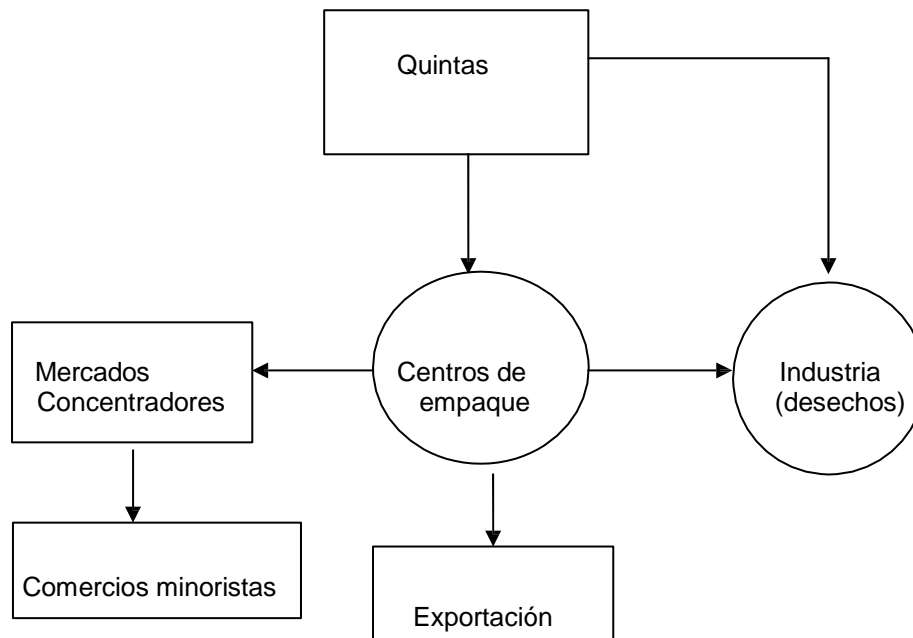 Quintas
Mercados
Concentradores
Centros de
empaque
Industria
(desechos)
Comercios minoristas
Exportación